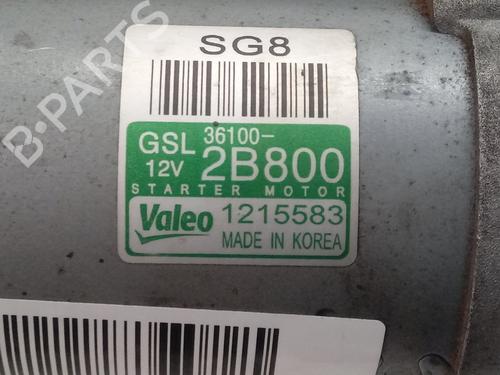 SG8
GSL 36100-
12V 2B800
STARTER MOTOR
Valeo 1215583
MADE IN KOREA
B-PARTS